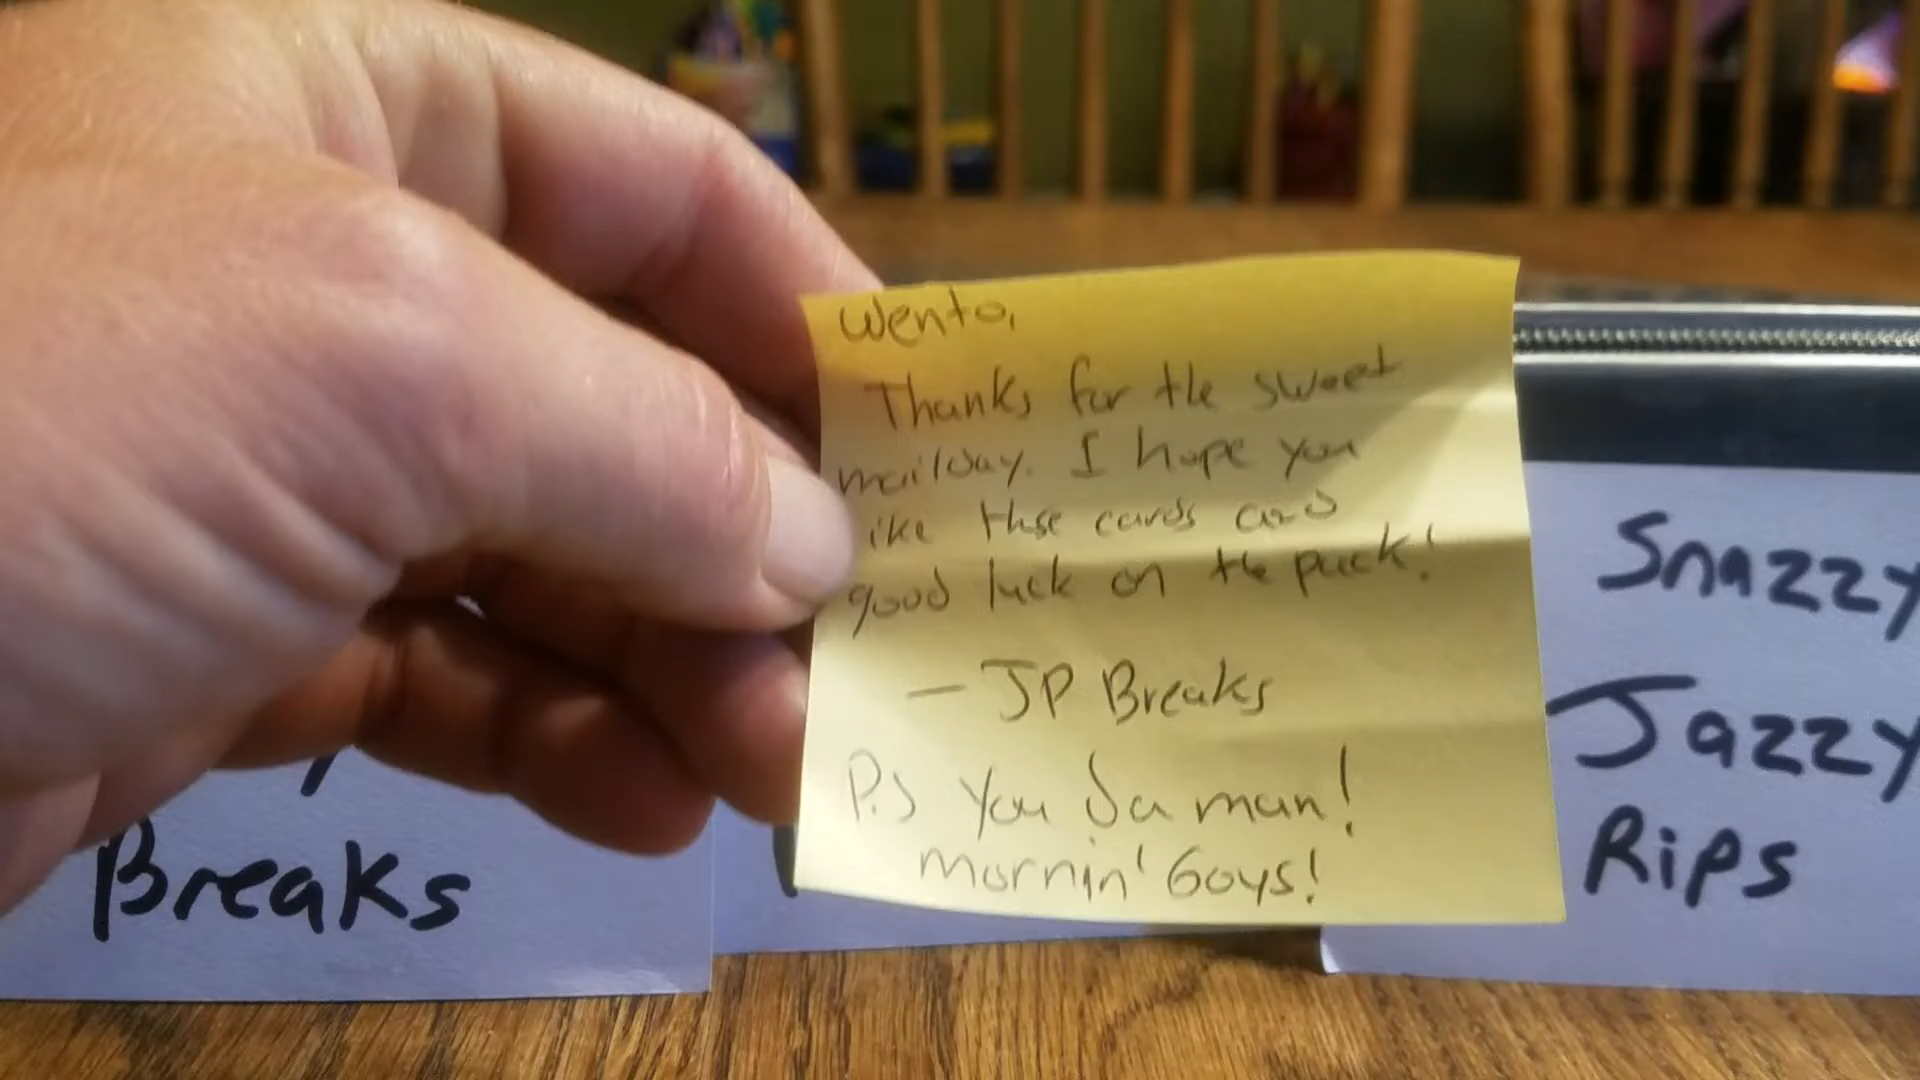 Wento,
Thanks for the sweet
mailday. I hope you
like these cards and
good luck on the pack!
— JP Breaks
P.S You Da man!
mornin' Goys!
Breaks
Snazzy
Jazzy
Rips